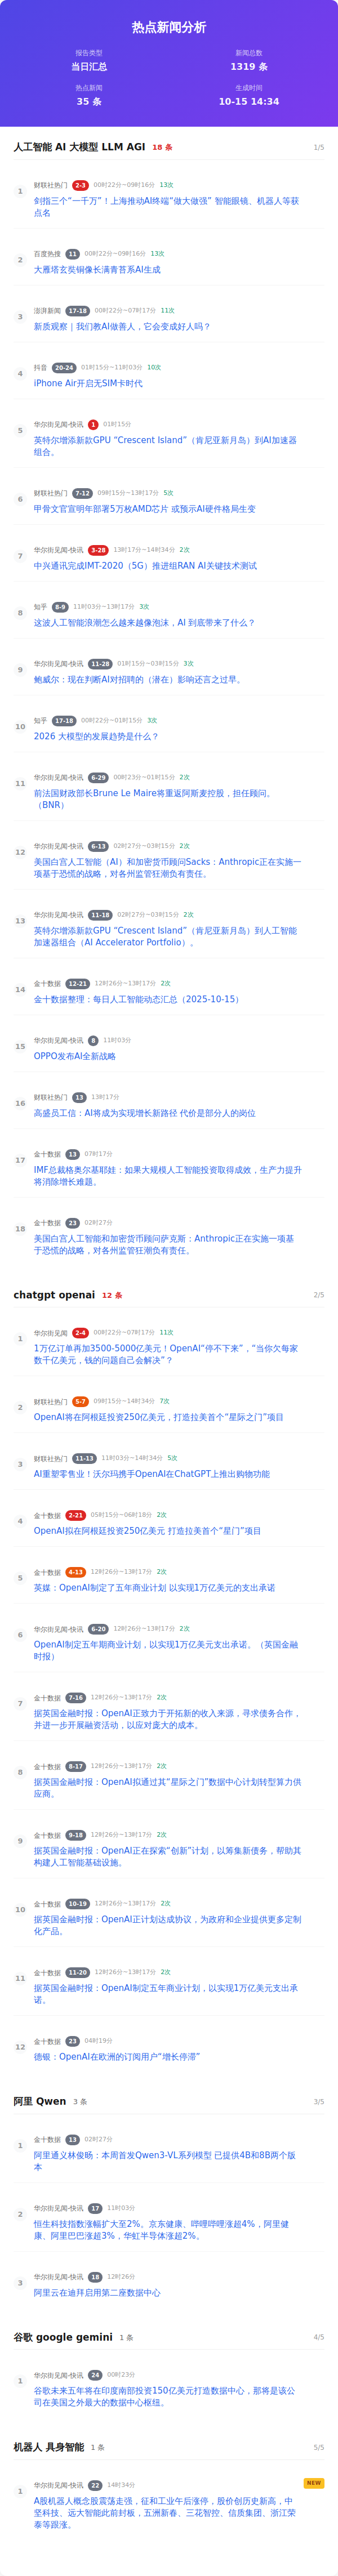 热点新闻分析
报告类型
新闻总数
当日汇总
1319 条
热点新闻
生成时间
35 条
10-15 14:34
人工智能 AI 大模型 LLM AGI 18 条 1/5
1
财联社热门 2-3 00时22分~09时16分 13次
剑指三个“一千万”！上海推动AI终端“做大做强” 智能眼镜、机器人等获
点名
2
百度热搜 11 00时22分~09时16分 13次
大雁塔玄奘铜像长满青苔系AI生成
3
澎湃新闻 17-18 00时22分~07时17分 11次
新质观察｜我们教AI做善人，它会变成好人吗？
4
抖音 20-24 01时15分~11时03分 10次
iPhone Air开启无SIM卡时代
5
华尔街见闻-快讯 1 01时15分
英特尔增添新款GPU “Crescent Island”（肯尼亚新月岛）到AI加速器
组合。
6
财联社热门 7-12 09时15分~13时17分 5次
甲骨文官宣明年部署5万枚AMD芯片 或预示AI硬件格局生变
7
华尔街见闻-快讯 3-28 13时17分~14时34分 2次
中兴通讯完成IMT-2020（5G）推进组RAN AI关键技术测试
8
知乎 8-9 11时03分~13时17分 3次
这波人工智能浪潮怎么越来越像泡沫，AI 到底带来了什么？
9
华尔街见闻-快讯 11-28 01时15分~03时15分 3次
鲍威尔：现在判断AI对招聘的（潜在）影响还言之过早。
10
知乎 17-18 00时22分~01时15分 3次
2026 大模型的发展趋势是什么？
11
华尔街见闻-快讯 6-29 00时23分~01时15分 2次
前法国财政部长Brune Le Maire将重返阿斯麦控股，担任顾问。
（BNR）
12
华尔街见闻-快讯 6-13 02时27分~03时15分 2次
美国白宫人工智能（AI）和加密货币顾问Sacks：Anthropic正在实施一
项基于恐慌的战略，对各州监管狂潮负有责任。
13
华尔街见闻-快讯 11-18 02时27分~03时15分 2次
英特尔增添新款GPU “Crescent Island”（肯尼亚新月岛）到人工智能
加速器组合（AI Accelerator Portfolio）。
14
金十数据 12-21 12时26分~13时17分 2次
金十数据整理：每日人工智能动态汇总（2025-10-15）
15
华尔街见闻-快讯 8 11时03分
OPPO发布AI全新战略
16
财联社热门 13 13时17分
高盛员工信：AI将成为实现增长新路径 代价是部分人的岗位
17
金十数据 13 07时17分
IMF总裁格奥尔基耶娃：如果大规模人工智能投资取得成效，生产力提升
将消除增长难题。
18
金十数据 23 02时27分
美国白宫人工智能和加密货币顾问萨克斯：Anthropic正在实施一项基
于恐慌的战略，对各州监管狂潮负有责任。
chatgpt openai 12 条 2/5
1
华尔街见闻 2-4 00时22分~07时17分 11次
1万亿订单再加3500-5000亿美元！OpenAI“停不下来”，“当你欠每家
数千亿美元，钱的问题自己会解决”？
2
财联社热门 5-7 09时15分~14时34分 7次
OpenAI将在阿根廷投资250亿美元，打造拉美首个“星际之门”项目
3
财联社热门 11-13 11时03分~14时34分 5次
AI重塑零售业！沃尔玛携手OpenAI在ChatGPT上推出购物功能
4
金十数据 2-21 05时15分~06时18分 2次
OpenAI拟在阿根廷投资250亿美元 打造拉美首个“星门”项目
5
金十数据 4-13 12时26分~13时17分 2次
英媒：OpenAI制定了五年商业计划 以实现1万亿美元的支出承诺
6
华尔街见闻-快讯 6-20 12时26分~13时17分 2次
OpenAI制定五年期商业计划，以实现1万亿美元支出承诺。（英国金融
时报）
7
金十数据 7-16 12时26分~13时17分 2次
据英国金融时报：OpenAI正致力于开拓新的收入来源，寻求债务合作，
并进一步开展融资活动，以应对庞大的成本。
8
金十数据 8-17 12时26分~13时17分 2次
据英国金融时报：OpenAI拟通过其“星际之门”数据中心计划转型算力供
应商。
9
金十数据 9-18 12时26分~13时17分 2次
据英国金融时报：OpenAI正在探索“创新”计划，以筹集新债务，帮助其
构建人工智能基础设施。
10
金十数据 10-19 12时26分~13时17分 2次
据英国金融时报：OpenAI正计划达成协议，为政府和企业提供更多定制
化产品。
11
金十数据 11-20 12时26分~13时17分 2次
据英国金融时报：OpenAI制定五年商业计划，以实现1万亿美元支出承
诺。
12
金十数据 23 04时19分
德银：OpenAI在欧洲的订阅用户“增长停滞”
阿里 Qwen 3 条 3/5
1
金十数据 13 02时27分
阿里通义林俊旸：本周首发Qwen3-VL系列模型 已提供4B和8B两个版
本
2
华尔街见闻-快讯 17 11时03分
恒生科技指数涨幅扩大至2%。京东健康、哔哩哔哩涨超4%，阿里健
康、阿里巴巴涨超3%，华虹半导体涨超2%。
3
华尔街见闻-快讯 18 12时26分
阿里云在迪拜启用第二座数据中心
谷歌 google gemini 1 条 4/5
1
华尔街见闻-快讯 24 00时23分
谷歌未来五年将在印度南部投资150亿美元打造数据中心，那将是该公
司在美国之外最大的数据中心枢纽。
机器人 具身智能 1 条 5/5
1
华尔街见闻-快讯 22 14时34分 NEW
A股机器人概念股震荡走强，征和工业午后涨停，股价创历史新高，中
坚科技、远大智能此前封板，五洲新春、三花智控、信质集团、浙江荣
泰等跟涨。